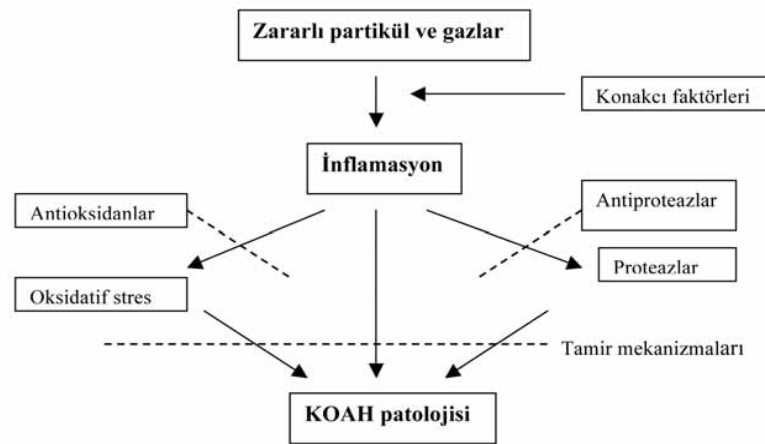 Zararlı partikül ve gazlar
Konakcı faktörleri
İnflamasyon
Antioksidanlar
Antiproteazlar
Proteazlar
Oksidatif stres
Tamir mekanizmaları
KOAH patolojisi